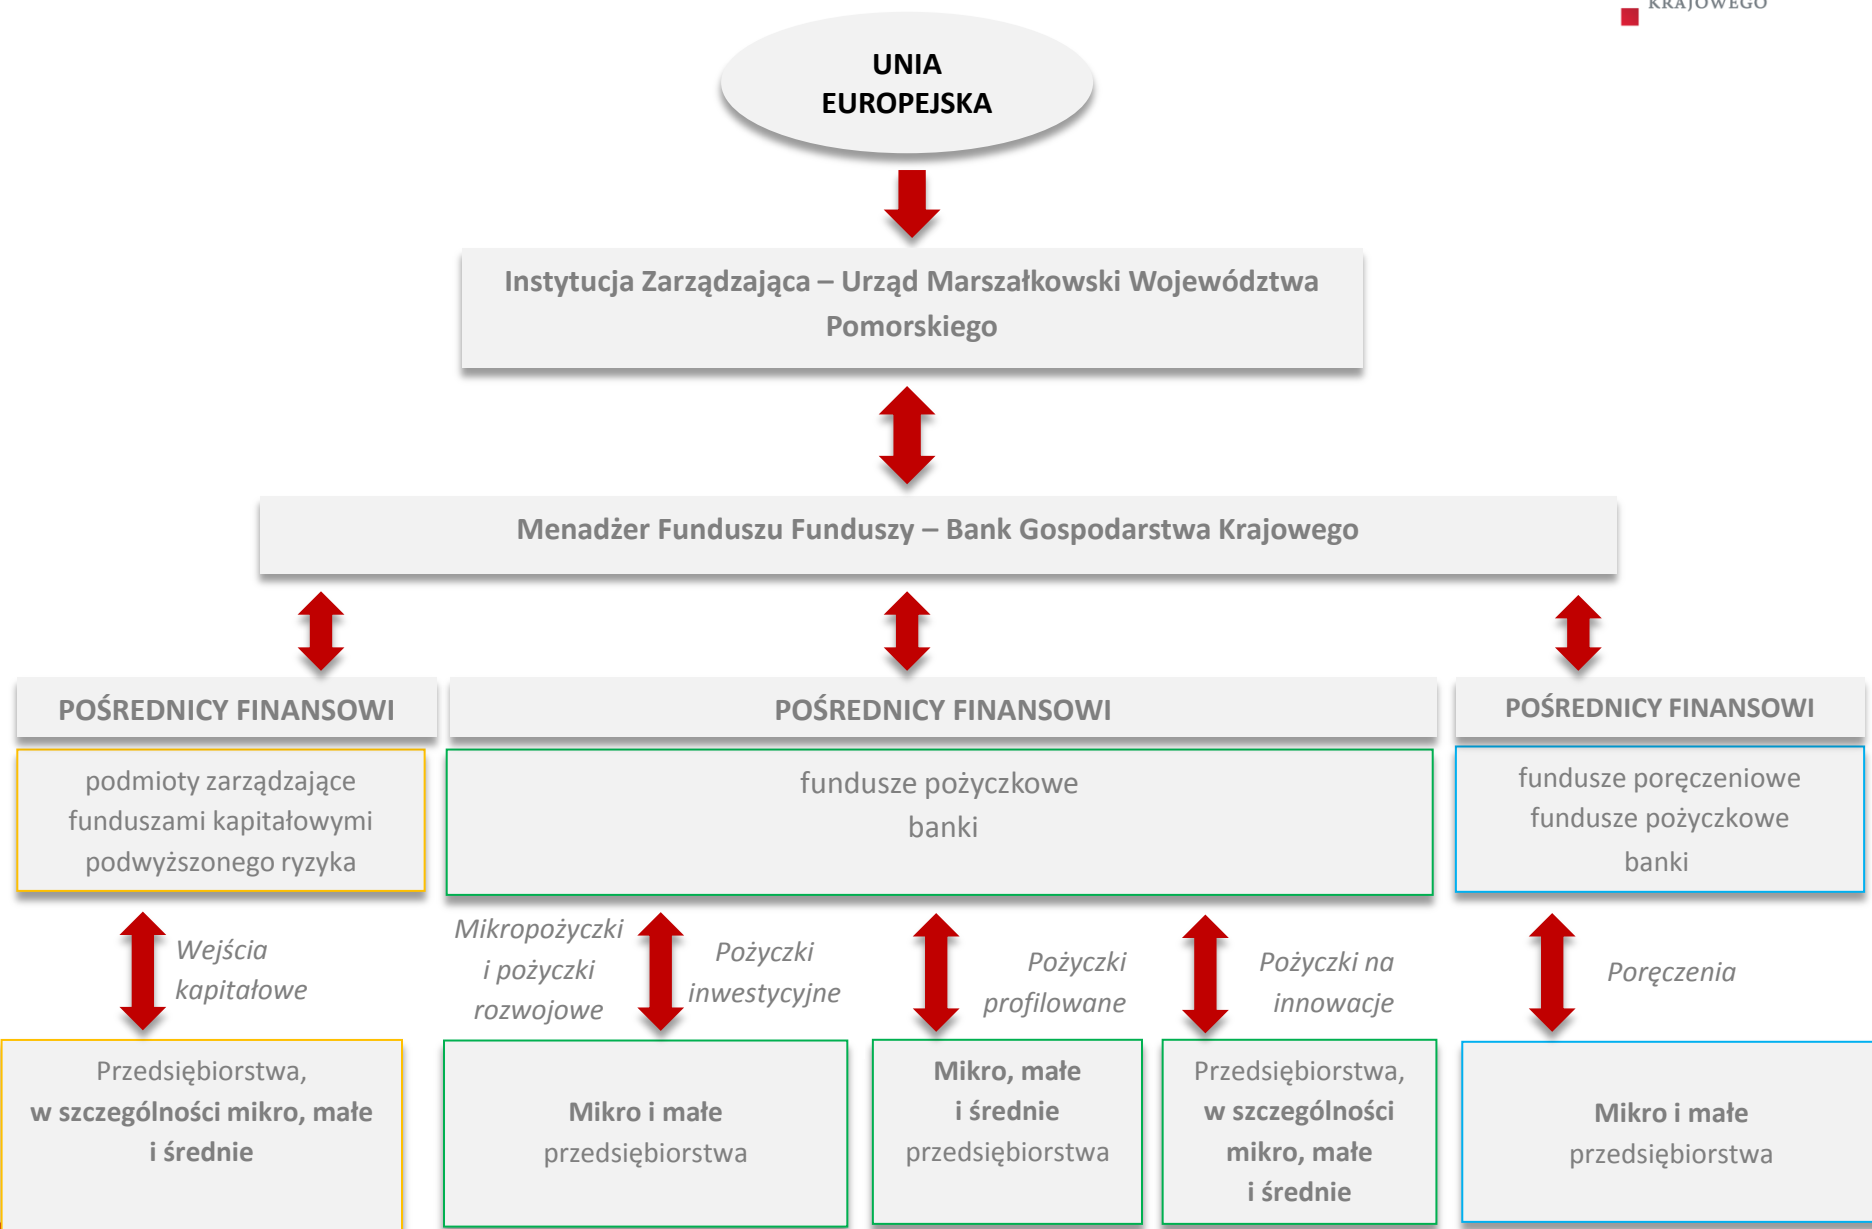 KRAJOWEGO
UNIA
EUROPEJSKA
Instytucja Zarządzająca – Urząd Marszałkowski Województwa
Pomorskiego
Menadżer Funduszu Funduszy – Bank Gospodarstwa Krajowego
POŚREDNICY FINANSOWI
podmioty zarządzające
funduszami kapitałowymi
podwyższonego ryzyka
POŚREDNICY FINANSOWI
fundusze pożyczkowe
banki
POŚREDNICY FINANSOWI
fundusze poręczeniowe
fundusze pożyczkowe
banki
Wejścia
kapitałowe
Mikropożyczki
i pożyczki
rozwojowe
Pożyczki
inwestycyjne
Pożyczki
profilowane
Pożyczki na
innowacje
Poręczenia
Przedsiębiorstwa,
w szczególności mikro, małe
i średnie
Mikro i małe
przedsiębiorstwa
Mikro, małe
i średnie
przedsiębiorstwa
Przedsiębiorstwa,
w szczególności
mikro, małe
i średnie
Mikro i małe
przedsiębiorstwa